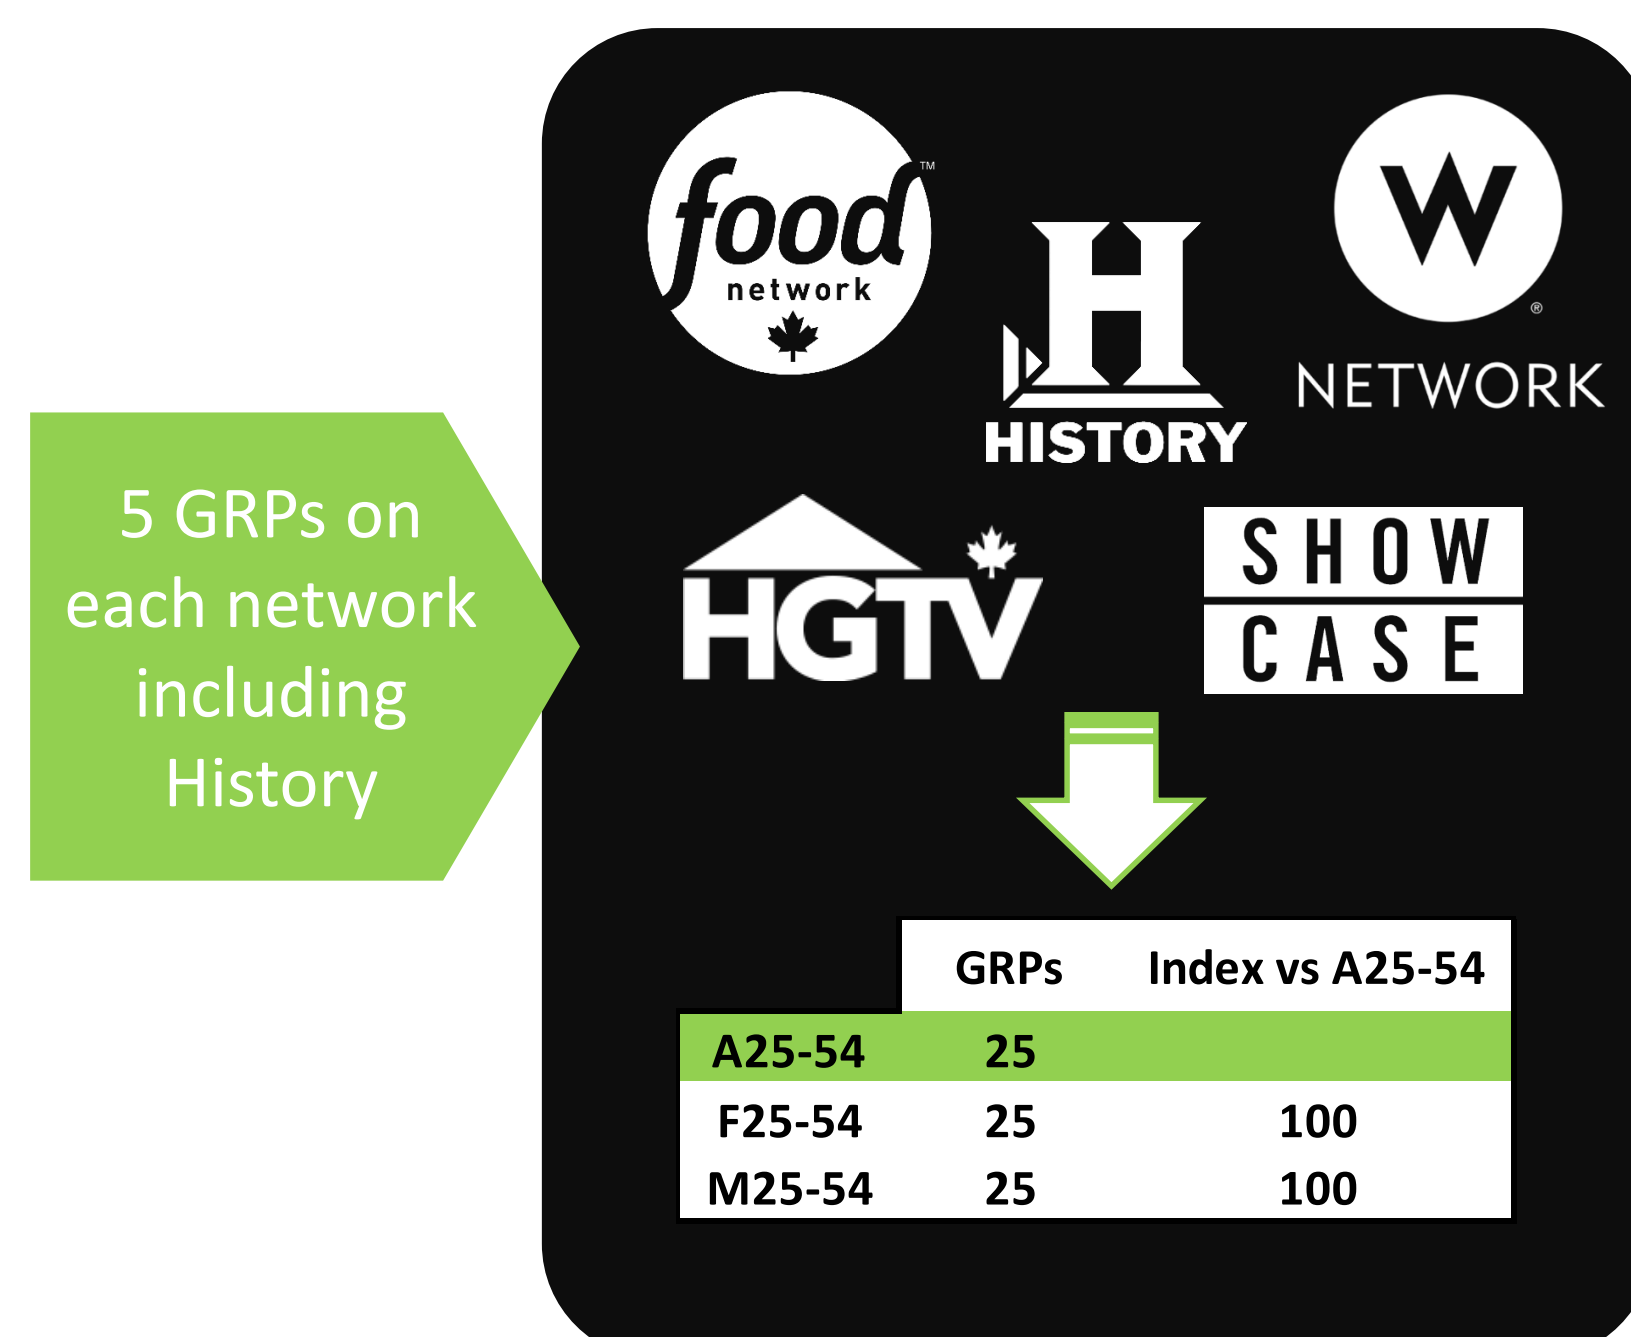 5 GRPs on
each network
including
History
food™
network
H
HISTORY
W®
NETWORK
HGTV
SHOW
CASE
GRPs Index vs A25-54
A25-54 25
F25-54 25 100
M25-54 25 100